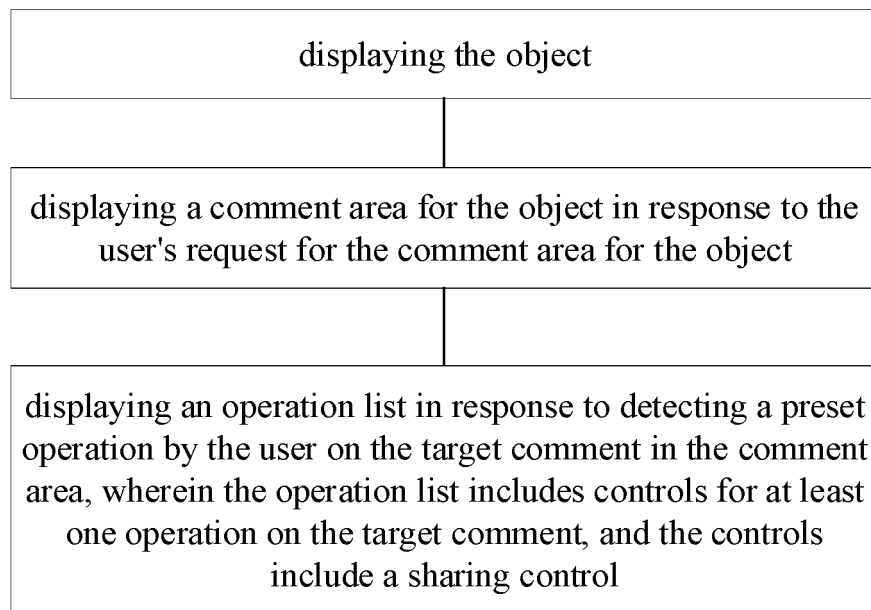 displaying the object
displaying a comment area for the object in response to the
user's request for the comment area for the object
displaying an operation list in response to detecting a preset
operation by the user on the target comment in the comment
area, wherein the operation list includes controls for at least
one operation on the target comment, and the controls
include a sharing control